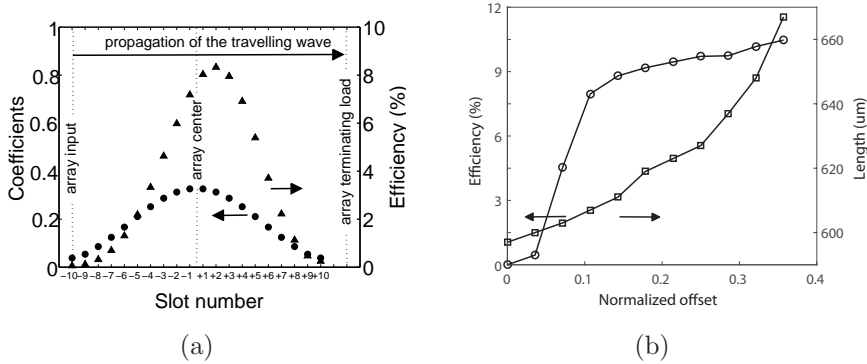 propagation of the travelling wave
Coefficients
1
0.8
0.6
0.4
0.2
0
10
8
6
4
2
0
Efficiency (%)
array input
array center
array terminating load
−10 −9 −8 −7 −6 −5 −4 −3 −2 −1 +1 +2 +3 +4 +5 +6 +7 +8 +9 +10
Slot number
(a)
Efficiency (%)
12
9
6
3
0
660
640
620
600
Length (um)
0 0.1 0.2 0.3 0.4
Normalized offset
(b)